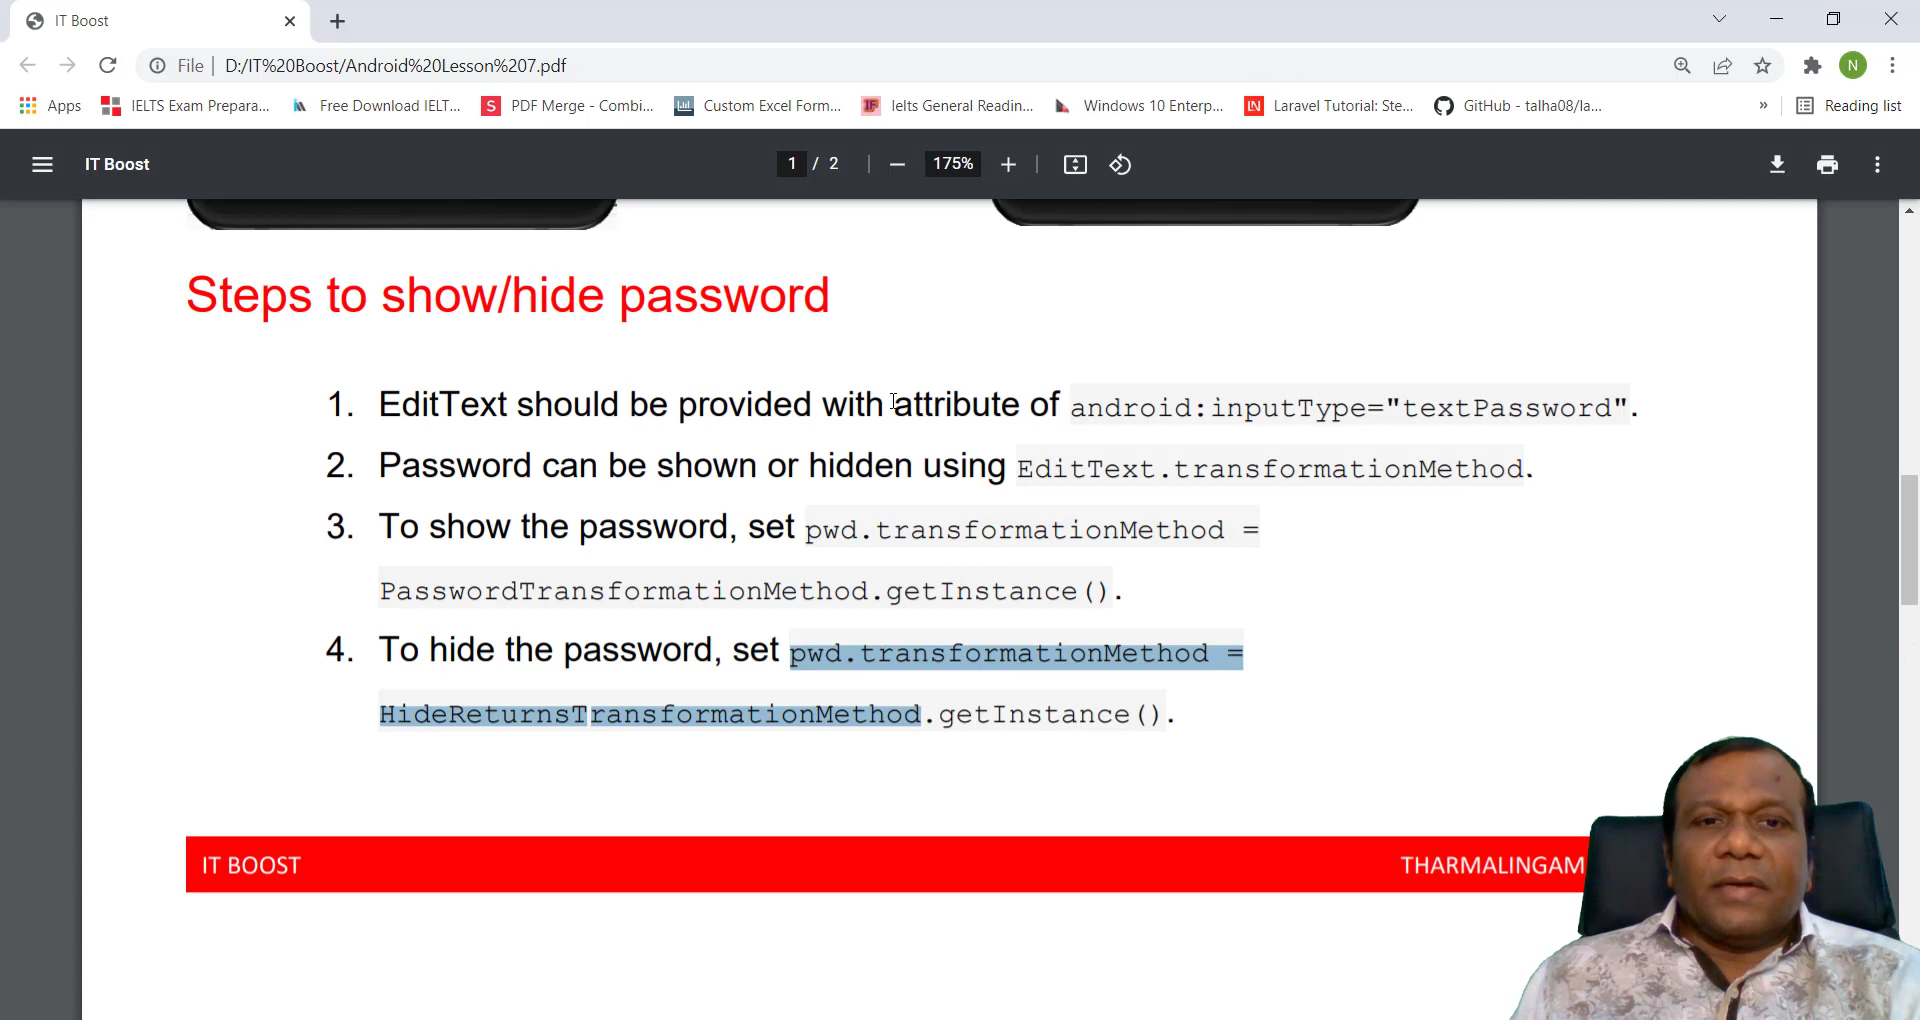 IT Boost
File D:/IT%20Boost/Android%20Lesson%207.pdf
N
Apps IELTS Exam Prepara... Free Download IELT... S PDF Merge - Combi... Custom Excel Form... IF Ielts General Readin... Windows 10 Enterp... LN Laravel Tutorial: Ste... GitHub - talha08/la... » Reading list
IT Boost 1 / 2 175%
Steps to show/hide password
1. EditText should be provided with attribute of android:inputType="textPassword".
2. Password can be shown or hidden using EditText.transformationMethod.
3. To show the password, set pwd.transformationMethod =
PasswordTransformationMethod.getInstance().
4. To hide the password, set pwd.transformationMethod =
HideReturnsTransformationMethod.getInstance().
IT BOOST THARMALINGAM